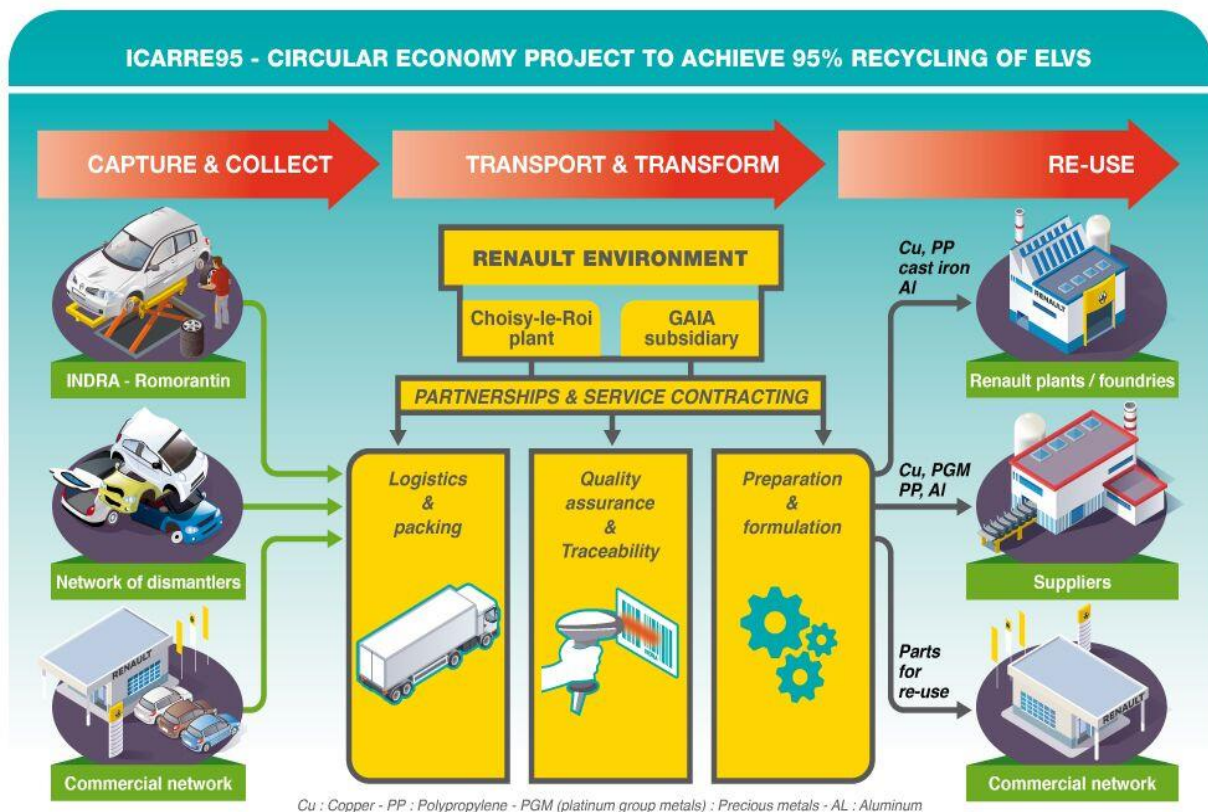 ICARRE95 - CIRCULAR ECONOMY PROJECT TO ACHIEVE 95% RECYCLING OF ELVS
CAPTURE & COLLECT
TRANSPORT & TRANSFORM
RE-USE
INDRA - Romorantin
Network of dismantlers
RENAULT
Commercial network
RENAULT ENVIRONMENT
Choisy-le-Roi
plant
GAIA
subsidiary
PARTNERSHIPS & SERVICE CONTRACTING
Logistics
&
packing
Quality
assurance
&
Traceability
Preparation
&
formulation
Cu, PP
cast iron
Al
RENAULT
Renault plants / foundries
Cu, PGM
PP, Al
Suppliers
Parts
for
re-use
RENAULT
Commercial network
Cu : Copper - PP : Polypropylene - PGM (platinum group metals) : Precious metals - AL : Aluminum